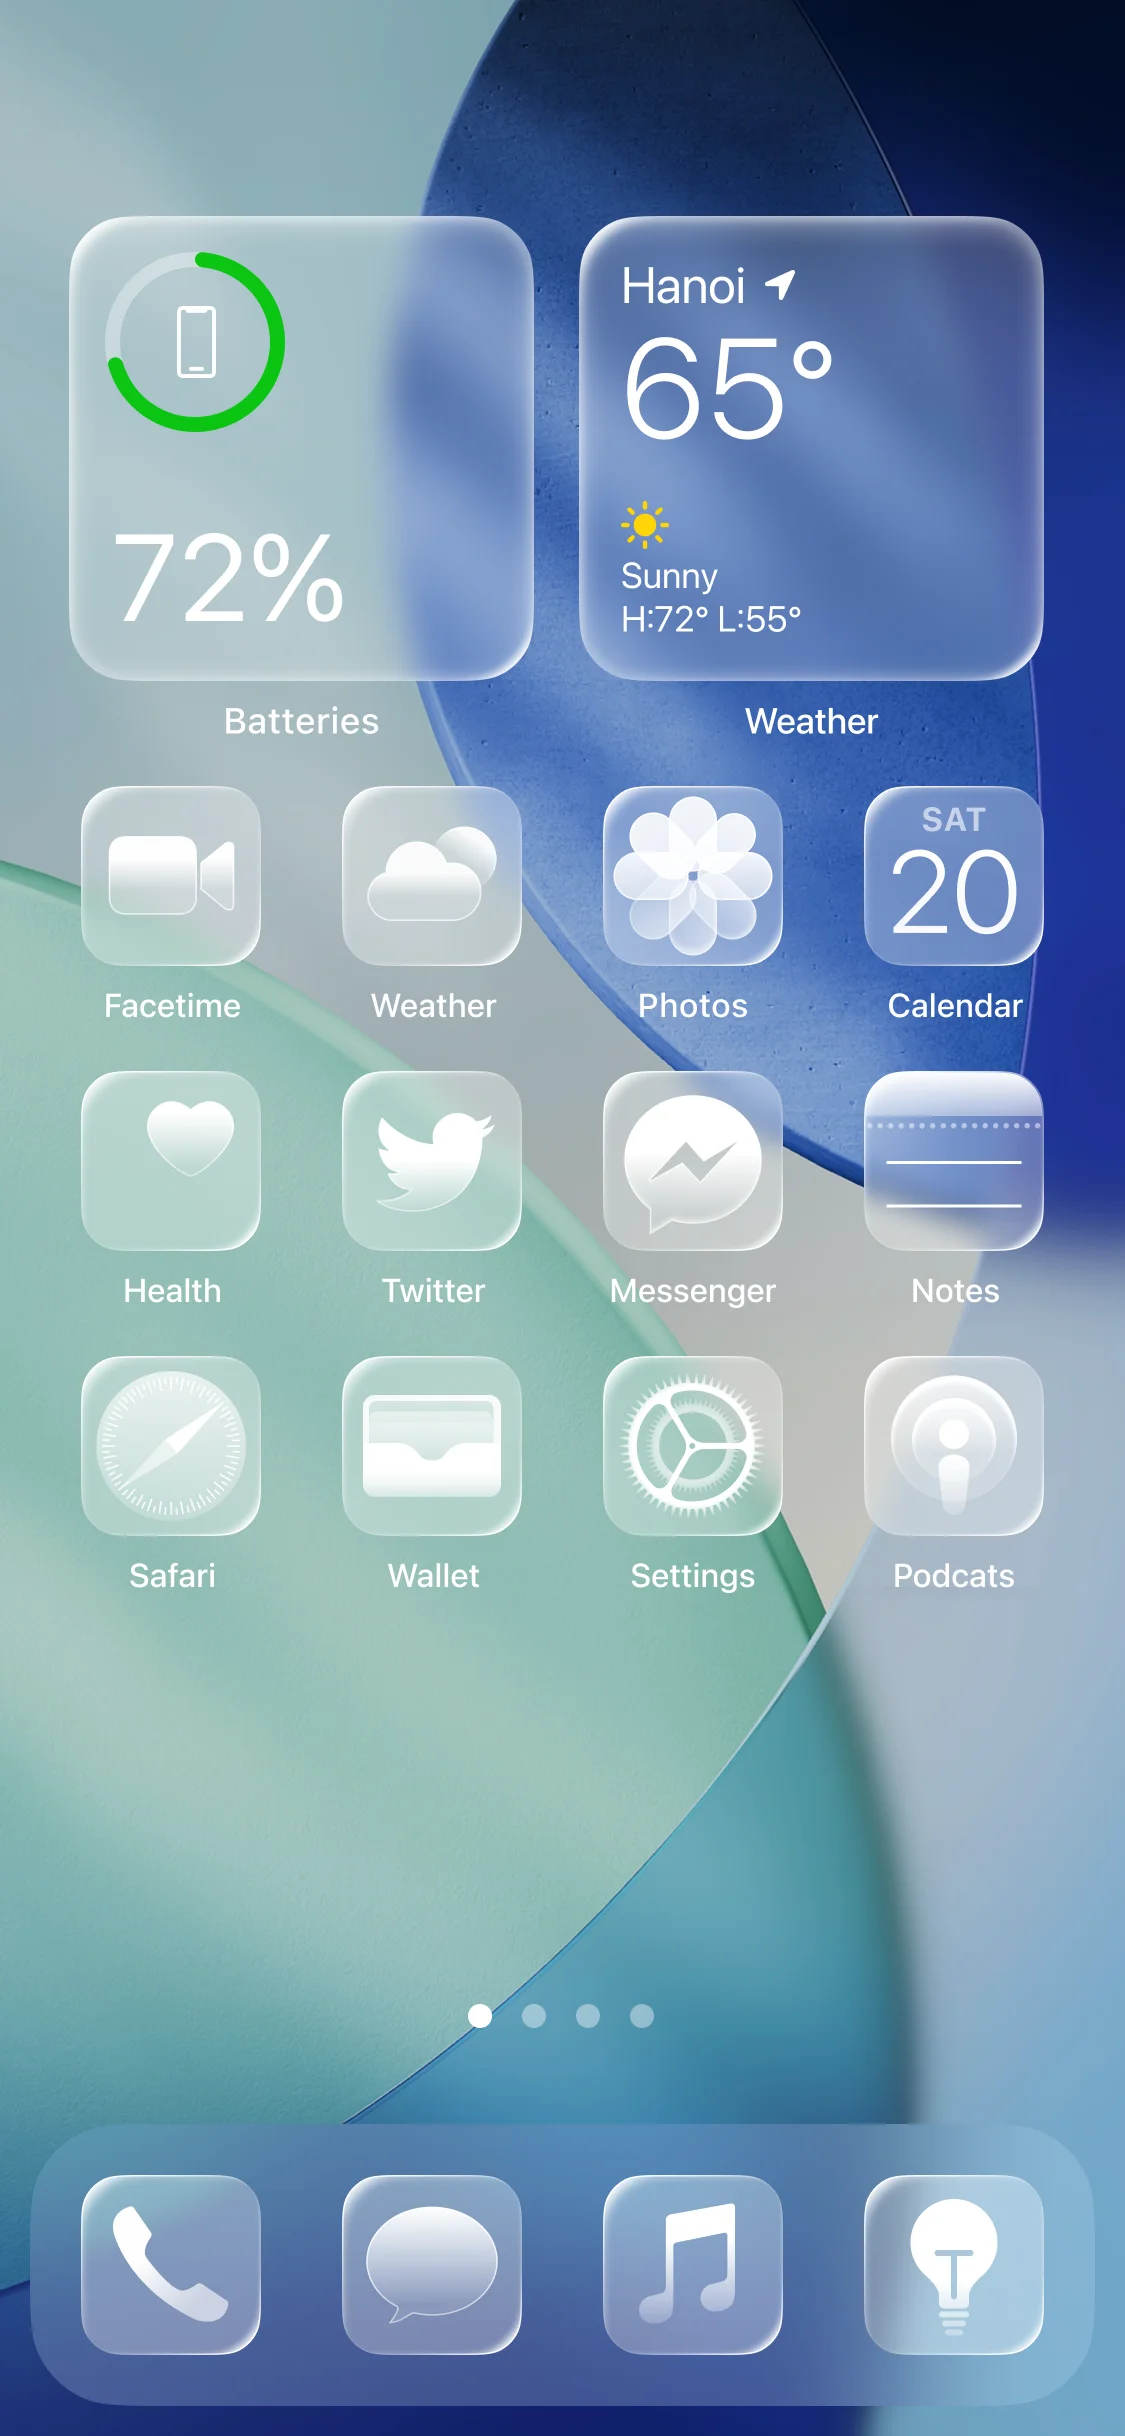 Hanoi
65°
72%
Sunny
H:72° L:55°
Batteries
Weather
SAT
20
Facetime
Weather
Photos
Calendar
Health
Twitter
Messenger
Notes
Safari
Wallet
Settings
Podcats